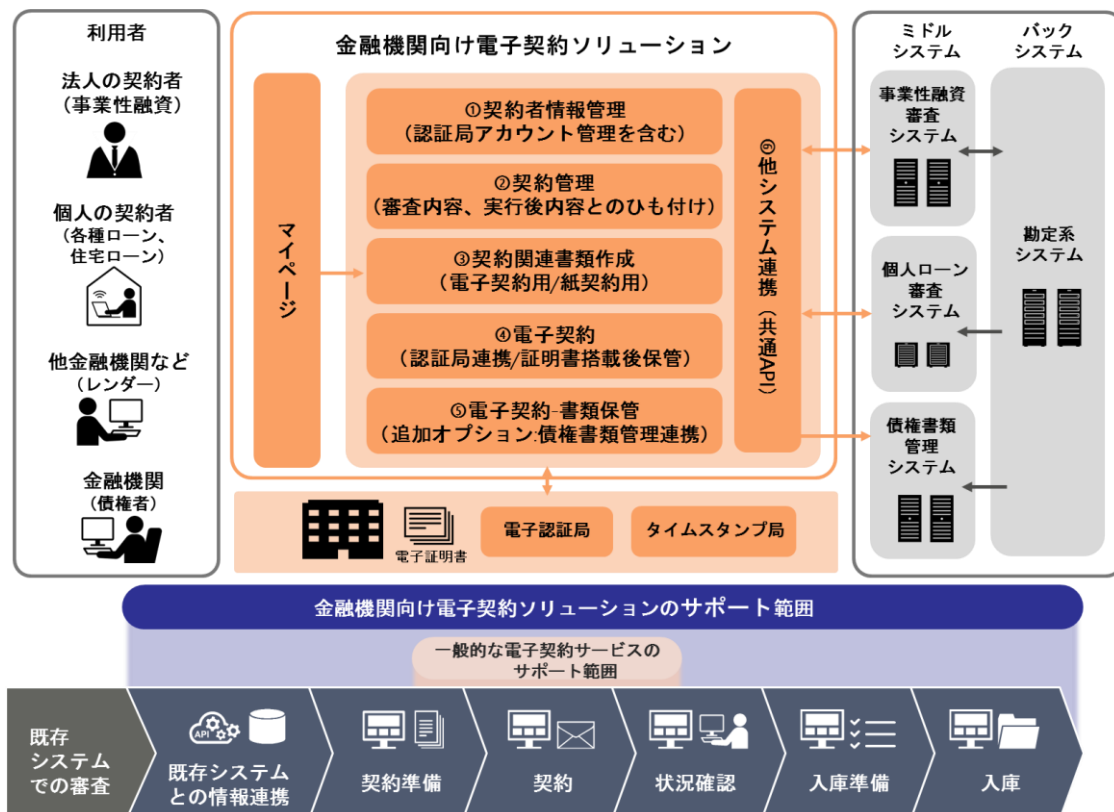 利用者
法人の契約者
(事業性融資)
個人の契約者
(各種ローン、
住宅ローン)
他金融機関など
(レンダー)
金融機関
(債権者)
金融機関向け電子契約ソリューション
マイページ
①契約者情報管理
(認証局アカウント管理を含む)
②契約管理
(審査内容、実行後内容とのひも付け)
③契約関連書類作成
(電子契約用/紙契約用)
④電子契約
(認証局連携/証明書搭載後保管)
⑤電子契約-書類保管
(追加オプション:債権書類管理連携)
⑥他システム連携(共通API)
電子証明書
電子認証局
タイムスタンプ局
ミドル
システム
バック
システム
事業性融資
審査
システム
個人ローン
審査
システム
債権書類
管理
システム
勘定系
システム
金融機関向け電子契約ソリューションのサポート範囲
一般的な電子契約サービスの
サポート範囲
既存
システム
での審査
API
既存システム
との情報連携
契約準備
契約
状況確認
入庫準備
入庫